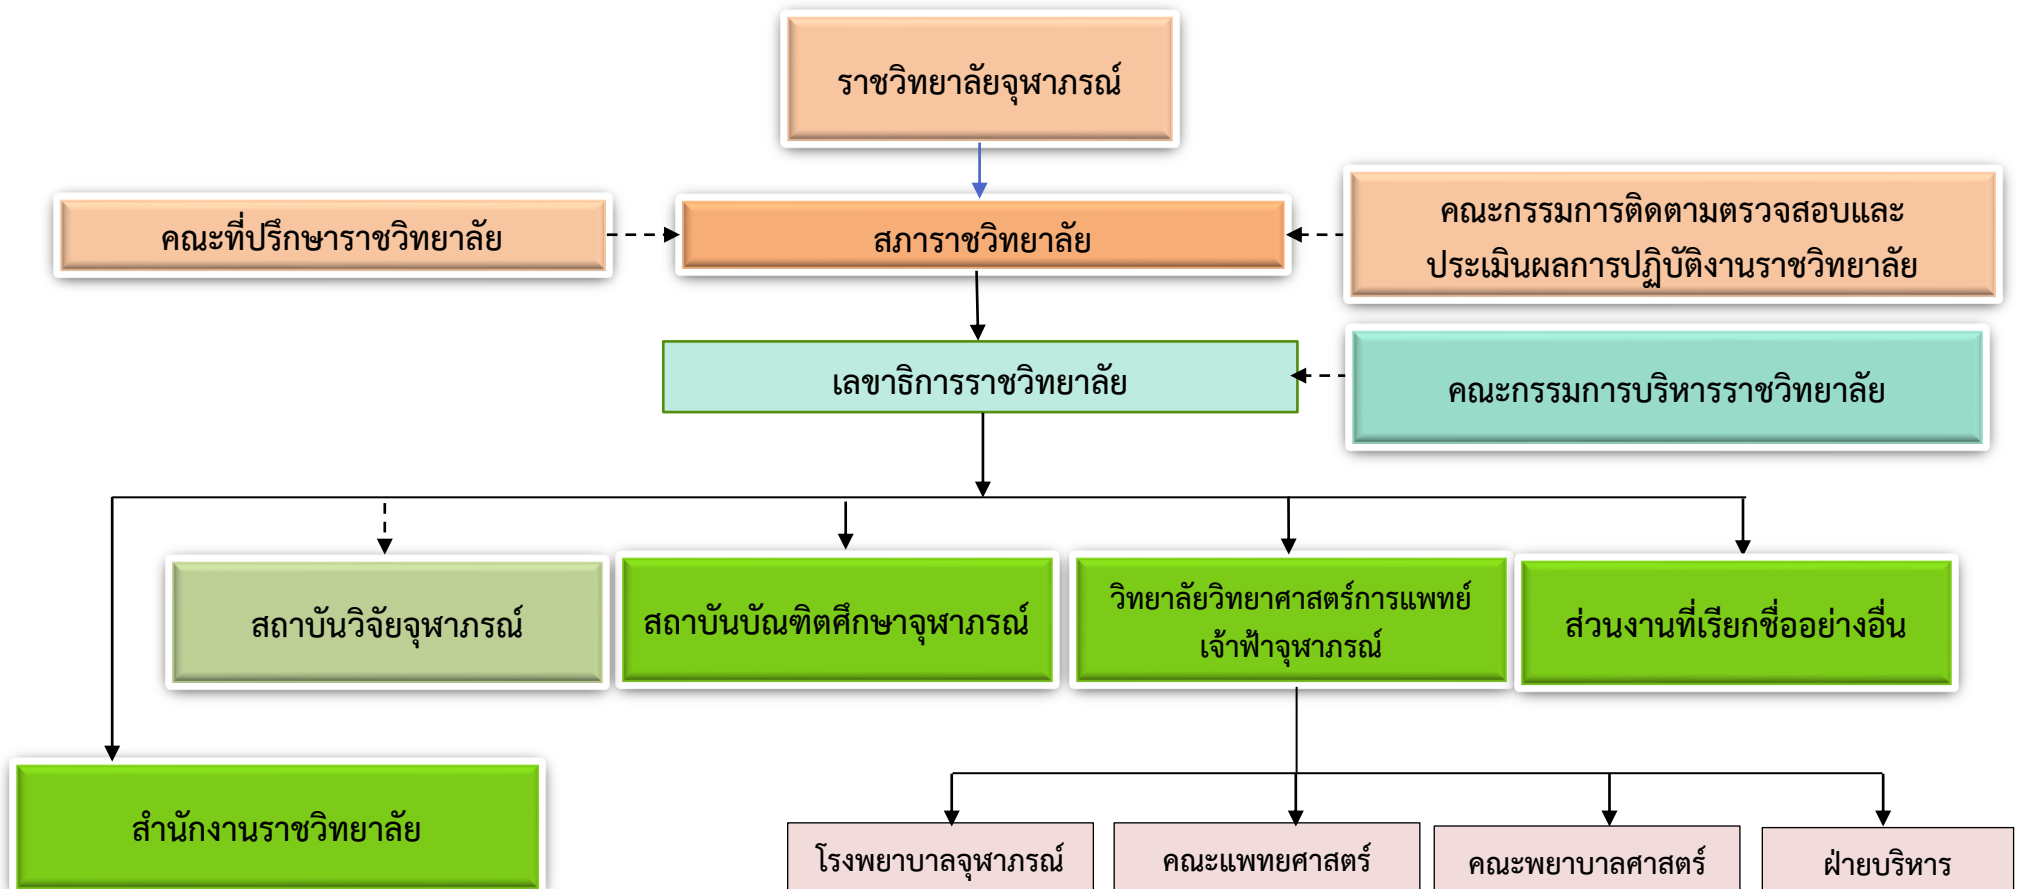 ราชวิทยาลัยจุฬาภรณ์
คณะที่ปรึกษาราชวิทยาลัย
สภาราชวิทยาลัย
คณะกรรมการติดตามตรวจสอบและ
ประเมินผลการปฏิบัติงานราชวิทยาลัย
เลขาธิการราชวิทยาลัย
คณะกรรมการบริหารราชวิทยาลัย
สถาบันวิจัยจุฬาภรณ์
สถาบันบัณฑิตศึกษาจุฬาภรณ์
วิทยาลัยวิทยาศาสตร์การแพทย์
เจ้าฟ้าจุฬาภรณ์
ส่วนงานที่เรียกชื่ออย่างอื่น
สำนักงานราชวิทยาลัย
โรงพยาบาลจุฬาภรณ์
คณะแพทยศาสตร์
คณะพยาบาลศาสตร์
ฝ่ายบริหาร